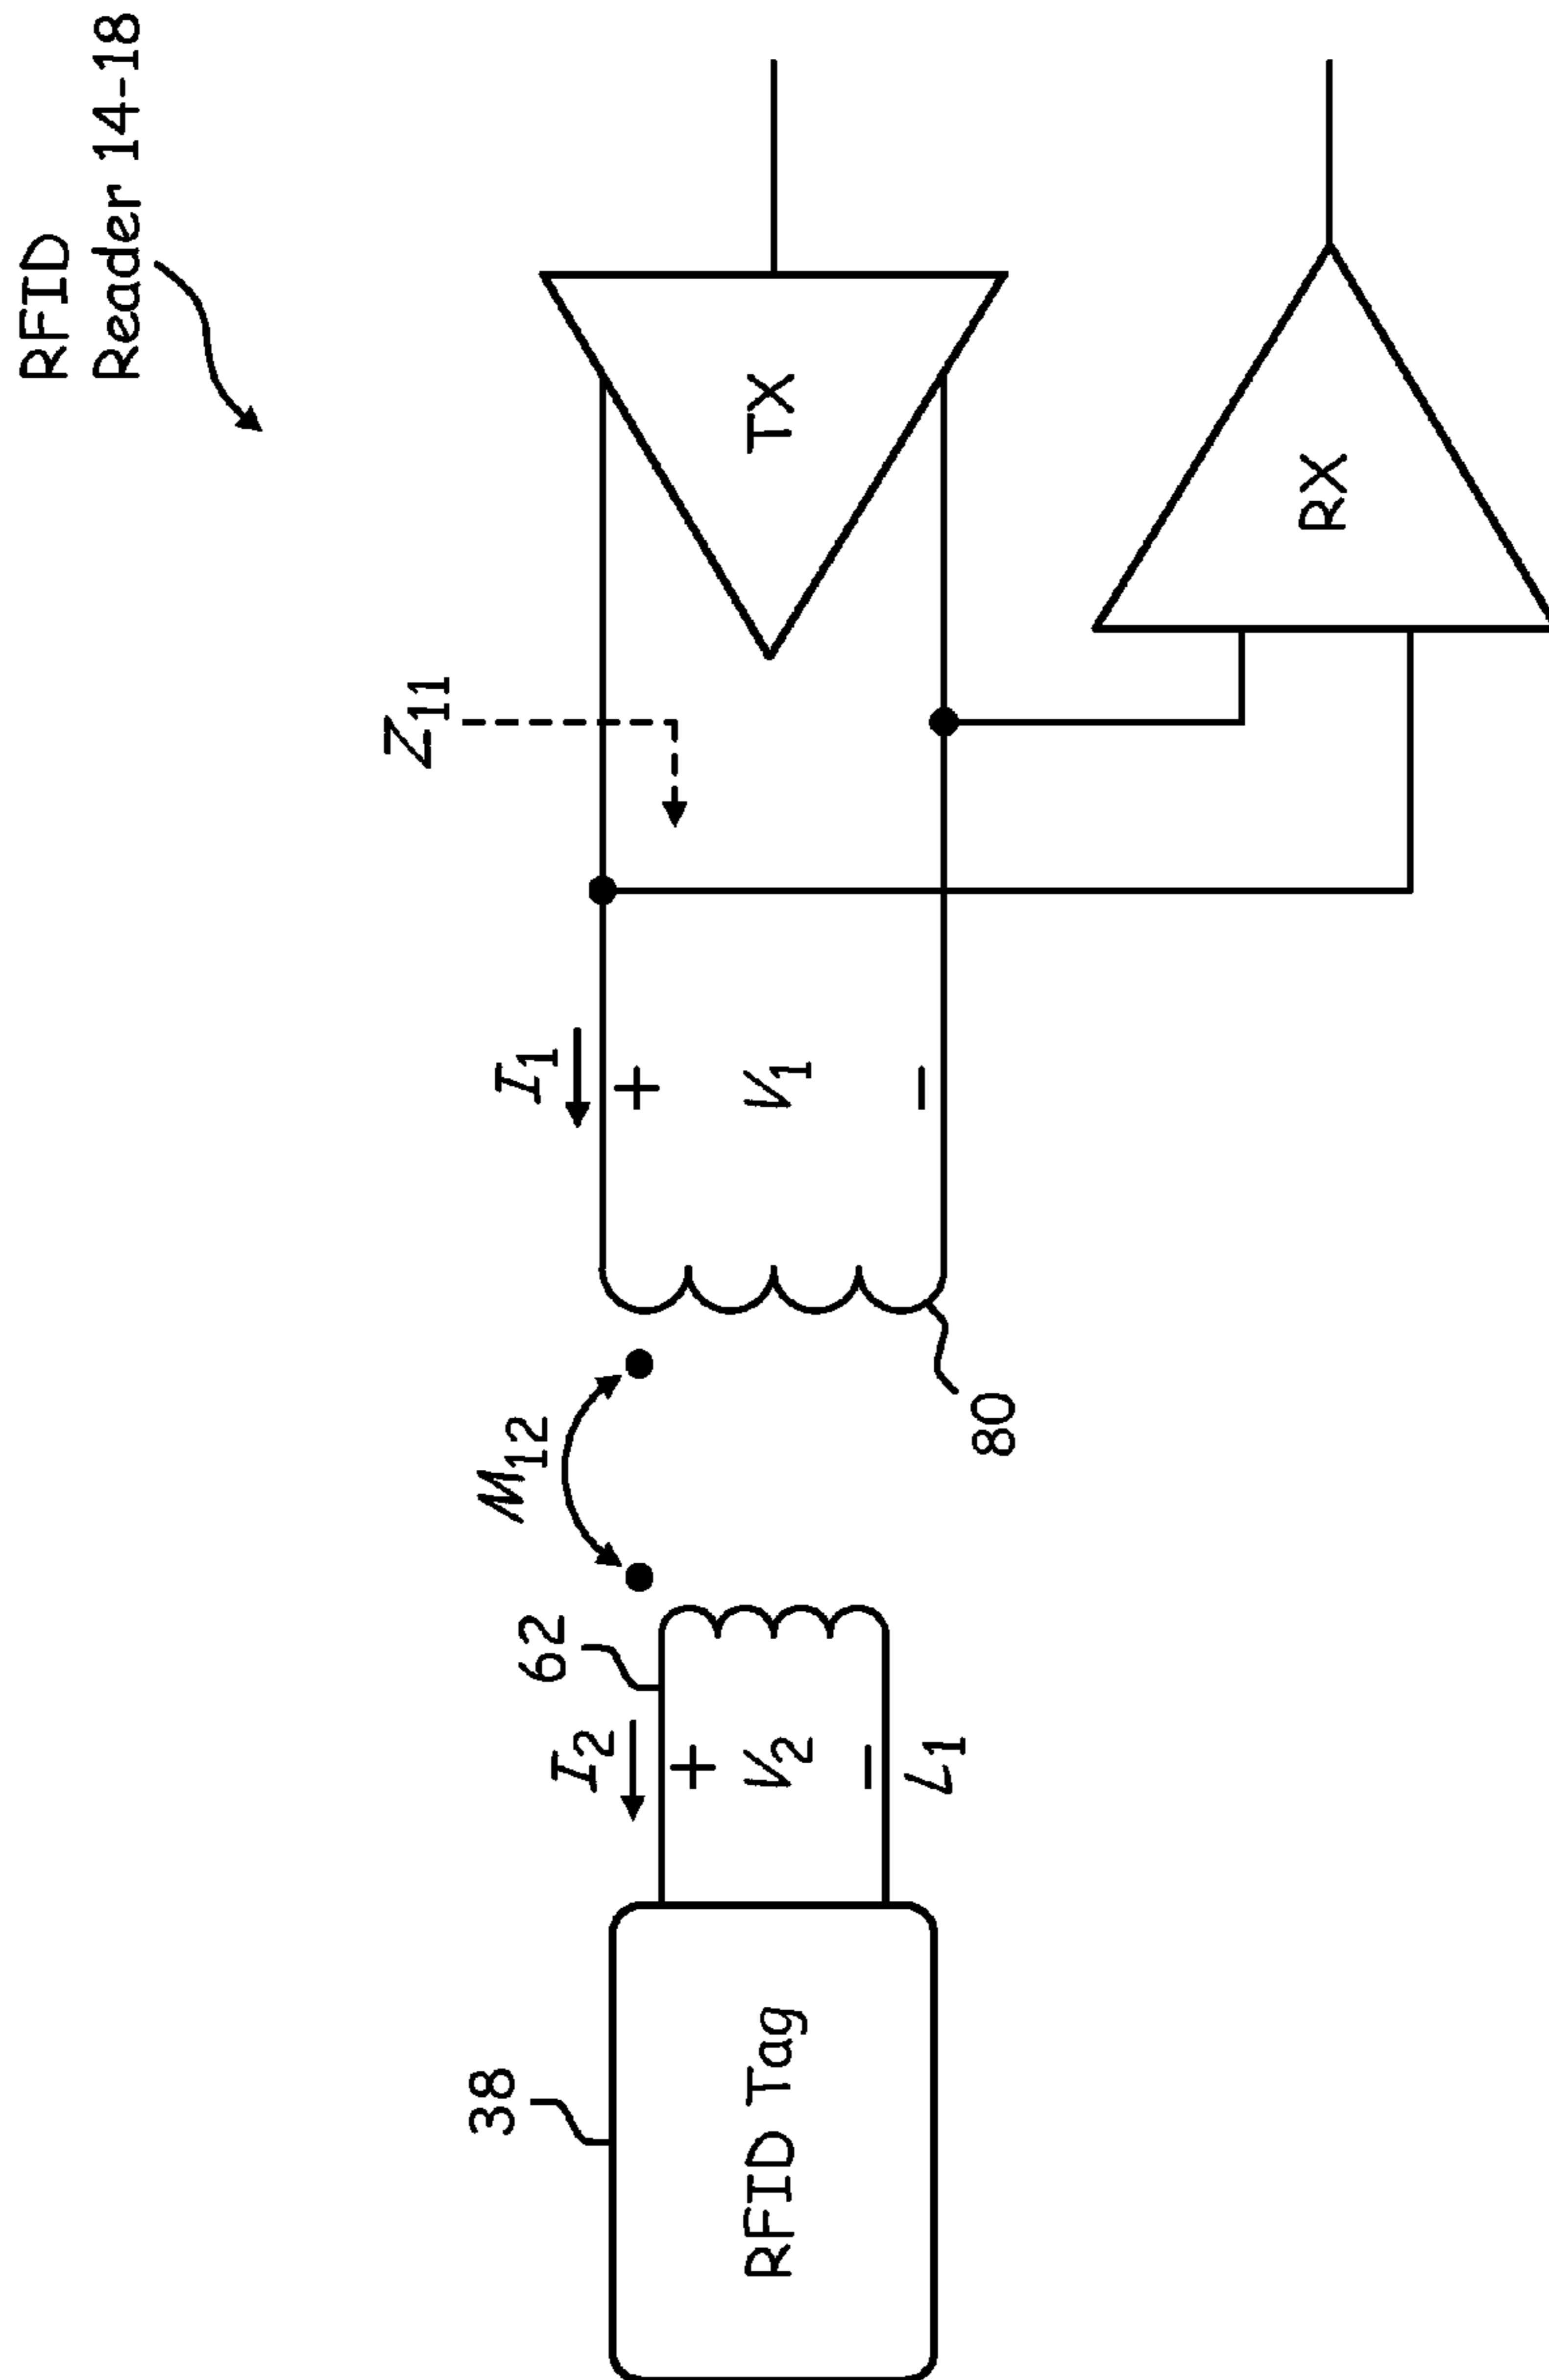 RFID
Reader 14-18
38
62
M12
I1
Z11
I2
+
V2
−
L1
+
V1
−
TX
RFID Tag
80
RX